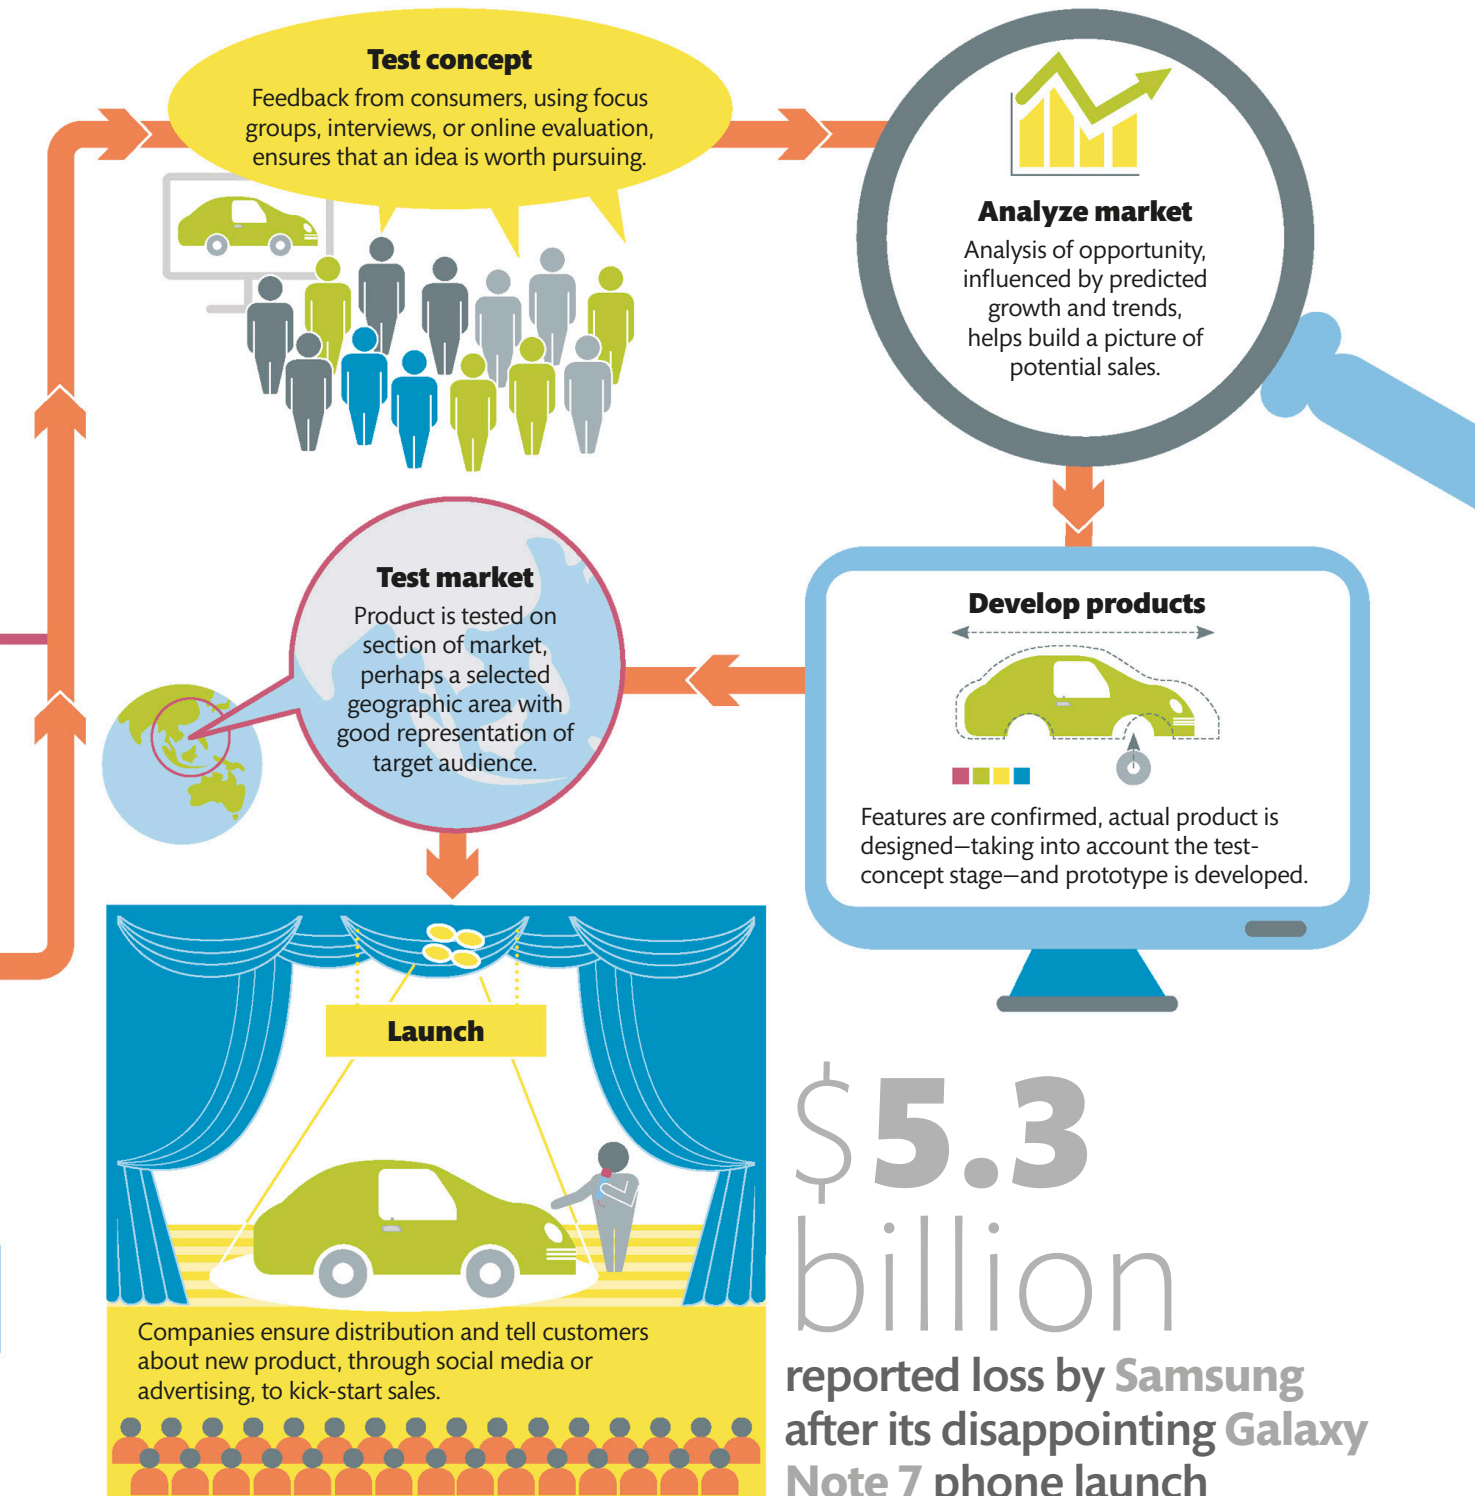 Test concept
Feedback from consumers, using focus
groups, interviews, or online evaluation,
ensures that an idea is worth pursuing.
Analyze market
Analysis of opportunity,
influenced by predicted
growth and trends,
helps build a picture of
potential sales.
Develop products
Features are confirmed, actual product is
designed—taking into account the test-
concept stage—and prototype is developed.
Test market
Product is tested on
section of market,
perhaps a selected
geographic area with
good representation of
target audience.
Launch
Companies ensure distribution and tell customers
about new product, through social media or
advertising, to kick-start sales.
$5.3
billion
reported loss by Samsung
after its disappointing Galaxy
Note 7 phone launch